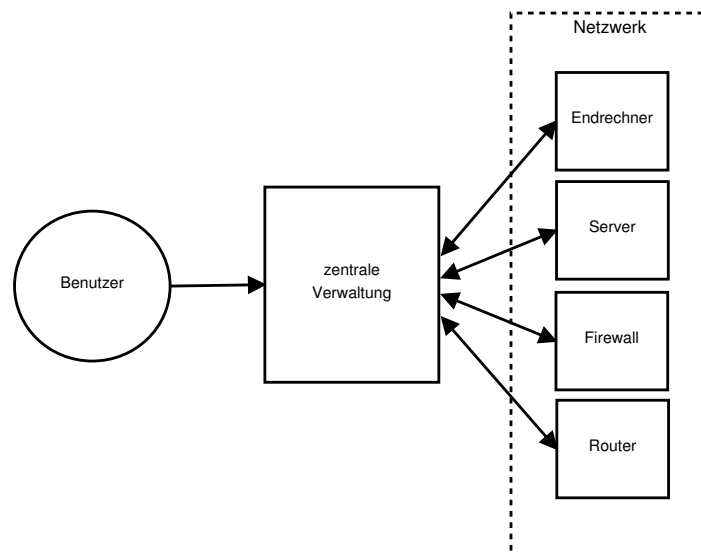 Netzwerk
Endrechner
Server
Benutzer
zentrale
Verwaltung
Firewall
Router